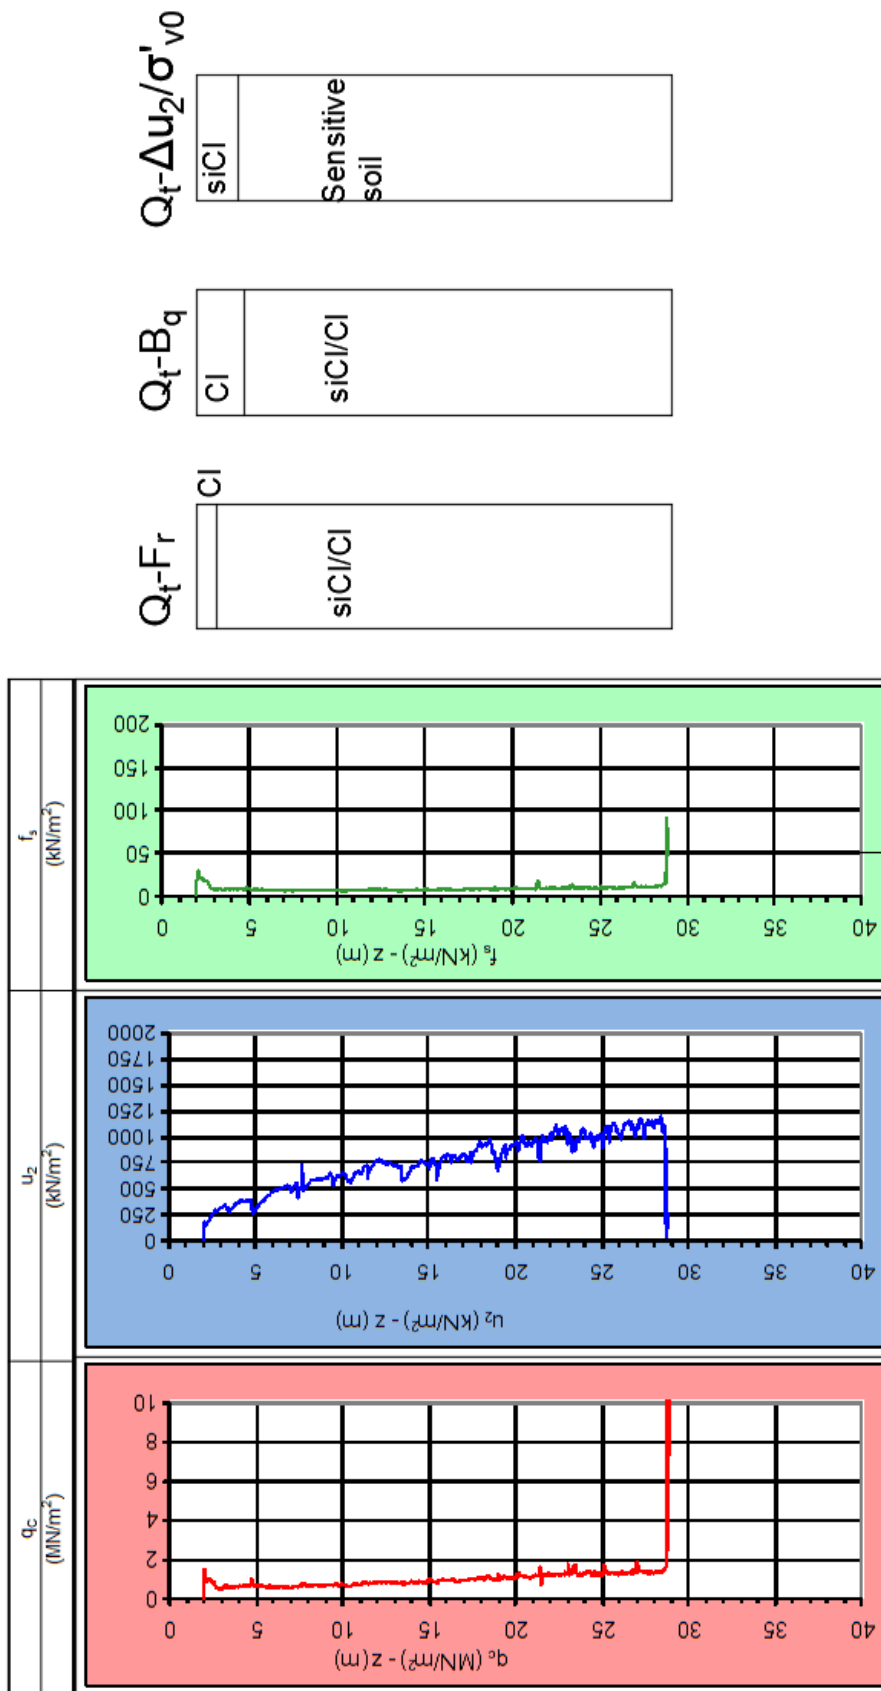 qc
(MN/m²)
u₂
(kN/m²)
fₛ
(kN/m²)
10
8
6
4
2
0
0
5
10
15
20
25
30
35
40
q꜀ (MN/m²) - z (m)
2000
1750
1500
1250
1000
750
500
250
0
0
5
10
15
20
25
30
35
40
u₂ (kN/m²) - z (m)
200
150
100
50
0
0
5
10
15
20
25
30
35
40
fₛ (kN/m²) - z (m)
Qₜ-Fᵣ
Cl
siCl/Cl
Qₜ-Bq
Cl
siCl/Cl
Qₜ-Δu₂/σ'v0
siCl
Sensitive
soil